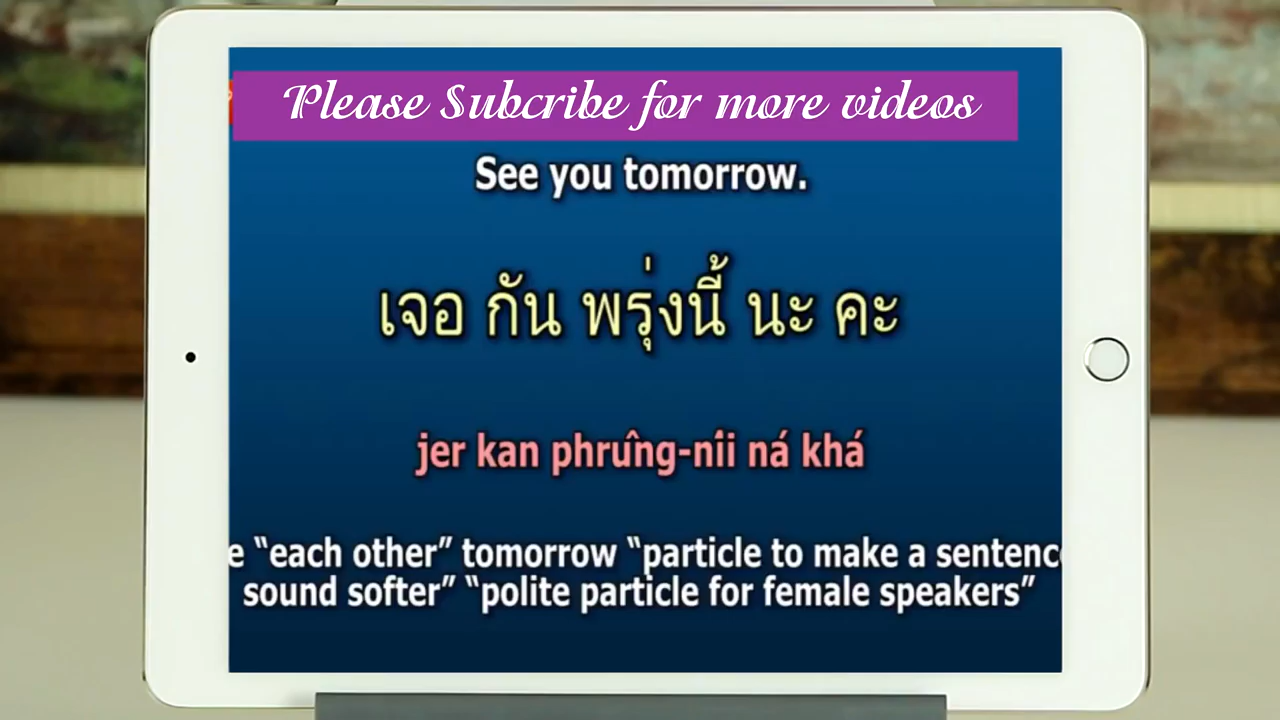 Please Subcribe for more videos
See you tomorrow.
เจอ กัน พรุ่งนี้ นะ คะ
jer kan phrûng-níi ná khá
"each other" tomorrow "particle to make a
sound softer" "polite particle for female speakers"